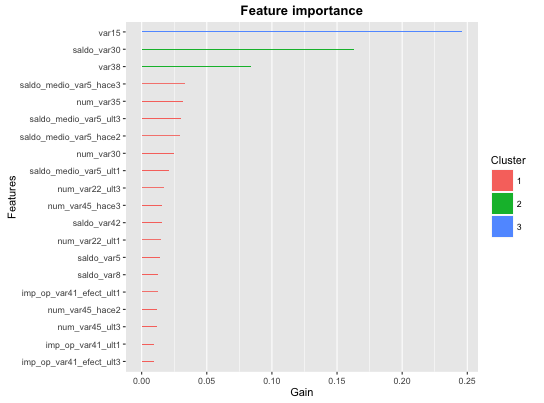 Feature importance
var15
saldo_var30
var38
saldo_medio_var5_hace3
num_var35
saldo_medio_var5_ult3
saldo_medio_var5_hace2
num_var30
saldo_medio_var5_ult1
num_var22_ult3
num_var45_hace3
saldo_var42
num_var22_ult1
saldo_var5
saldo_var8
imp_op_var41_efect_ult1
num_var45_hace2
num_var45_ult3
imp_op_var41_ult1
imp_op_var41_efect_ult3
Features
0.00 0.05 0.10 0.15 0.20 0.25
Gain
Cluster
1
2
3